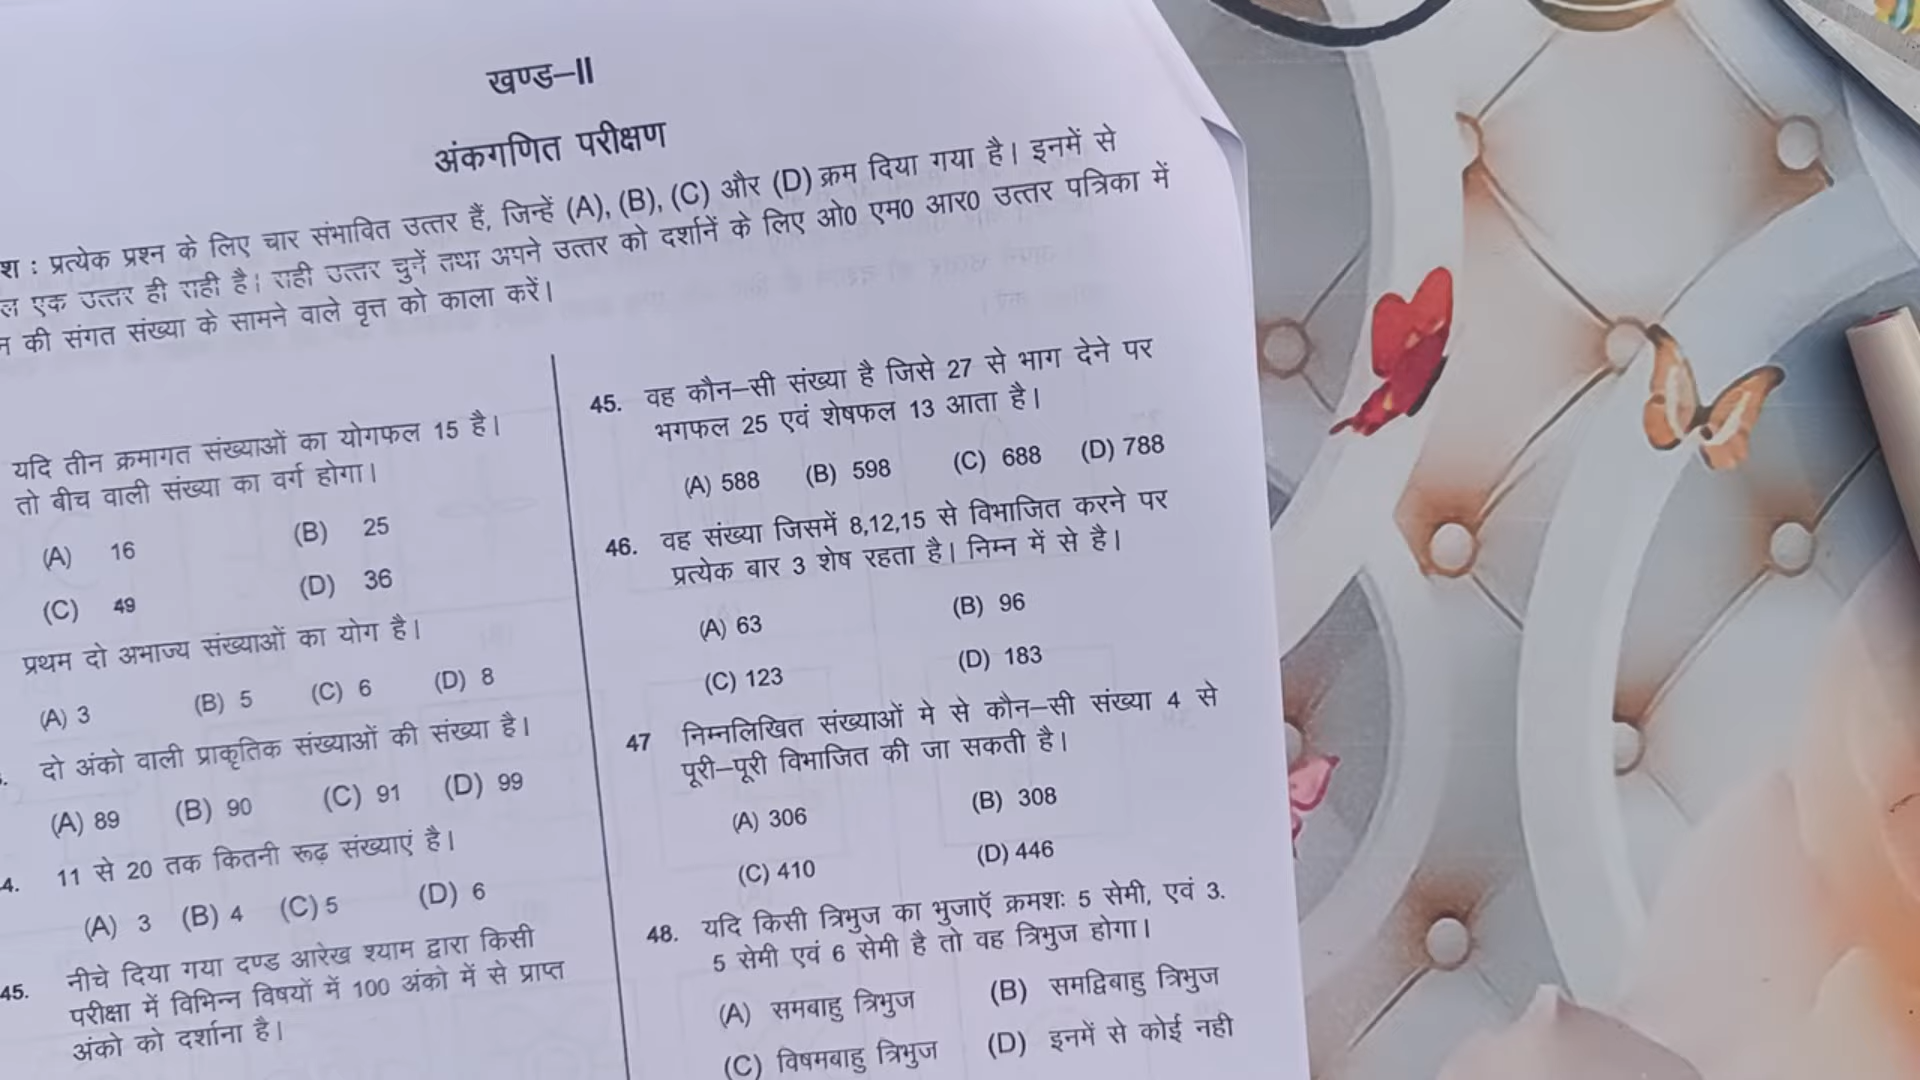 खण्ड–II
अंकगणित परीक्षण
श : प्रत्येक प्रश्न के लिए चार संभावित उत्तर हैं, जिन्हें (A), (B), (C) और (D) क्रम दिया गया है। इनमें से
ल एक उत्तर ही सही है। सही उत्तर चुनें तथा अपने उत्तर को दर्शानें के लिए ओ0 एम0 आर0 उत्तर पत्रिका में
न की संगत संख्या के सामने वाले वृत्त को काला करें।
यदि तीन क्रमागत संख्याओं का योगफल 15 है।
तो बीच वाली संख्या का वर्ग होगा।
(A) 16 (B) 25
(C) 49 (D) 36
प्रथम दो अभाज्य संख्याओं का योग है।
(A) 3 (B) 5 (C) 6 (D) 8
दो अंको वाली प्राकृतिक संख्याओं की संख्या है।
(A) 89 (B) 90 (C) 91 (D) 99
4. 11 से 20 तक कितनी रूढ़ संख्याएं है।
(A) 3 (B) 4 (C) 5 (D) 6
45. नीचे दिया गया दण्ड आरेख श्याम द्वारा किसी
परीक्षा में विभिन्न विषयों में 100 अंको में से प्राप्त
अंको को दर्शाना है।
45. वह कौन–सी संख्या है जिसे 27 से भाग देने पर
भगफल 25 एवं शेषफल 13 आता है।
(A) 588 (B) 598 (C) 688 (D) 788
46. वह संख्या जिसमें 8,12,15 से विभाजित करने पर
प्रत्येक बार 3 शेष रहता है। निम्न में से है।
(A) 63 (B) 96
(C) 123 (D) 183
47 निम्नलिखित संख्याओं मे से कौन–सी संख्या 4 से
पूरी–पूरी विभाजित की जा सकती है।
(A) 306 (B) 308
(C) 410 (D) 446
48. यदि किसी त्रिभुज का भुजाऍ क्रमशः 5 सेमी, एवं 3.
5 सेमी एवं 6 सेमी है तो वह त्रिभुज होगा।
(A) समबाहु त्रिभुज (B) समद्विबाहु त्रिभुज
(C) विषमबाहु त्रिभुज (D) इनमें से कोई नही